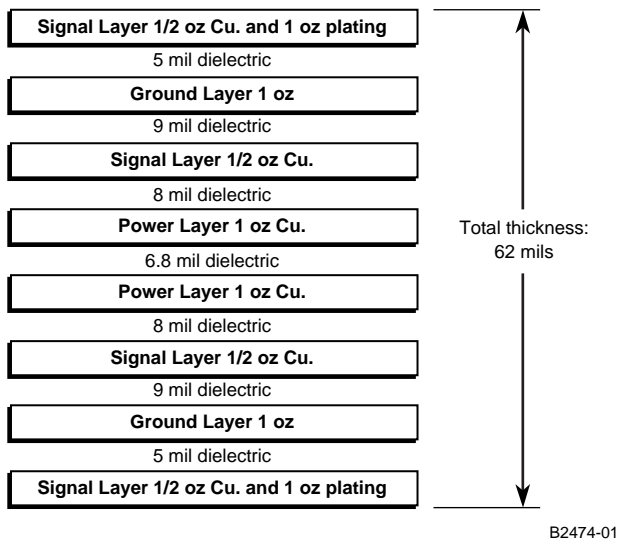 Signal Layer 1/2 oz Cu. and 1 oz plating
5 mil dielectric
Ground Layer 1 oz
9 mil dielectric
Signal Layer 1/2 oz Cu.
8 mil dielectric
Power Layer 1 oz Cu.
6.8 mil dielectric
Power Layer 1 oz Cu.
8 mil dielectric
Signal Layer 1/2 oz Cu.
9 mil dielectric
Ground Layer 1 oz
5 mil dielectric
Signal Layer 1/2 oz Cu. and 1 oz plating
Total thickness:
62 mils
B2474-01